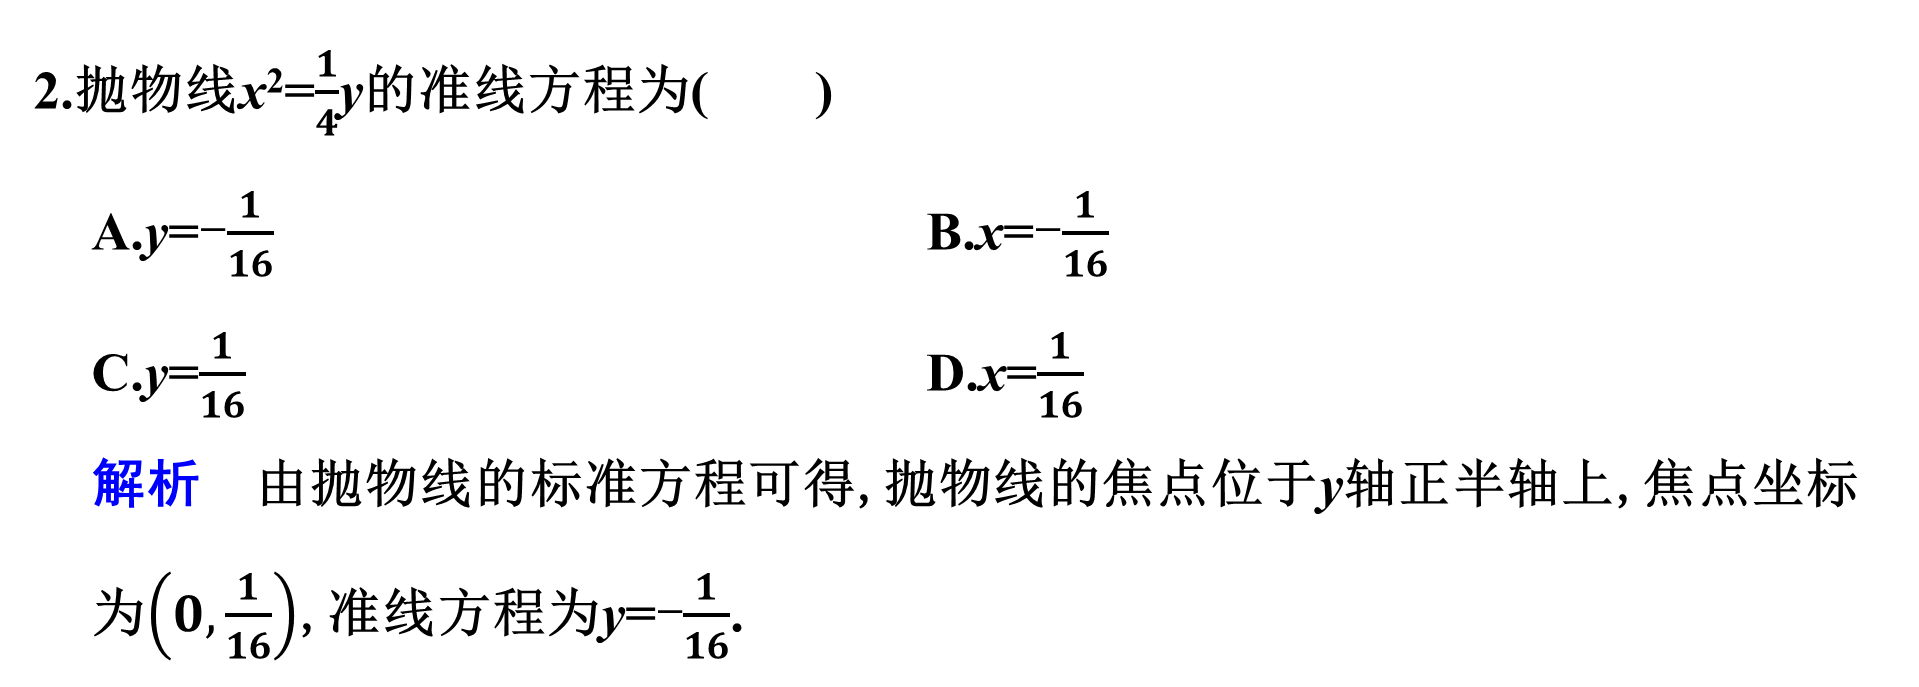 2.抛物线x²=1/4y的准线方程为(　　)
A.y=-1/16　　B.x=-1/16
C.y=1/16　　D.x=1/16
解析　由抛物线的标准方程可得,抛物线的焦点位于y轴正半轴上,焦点坐标
为(0,1/16),准线方程为y=-1/16.